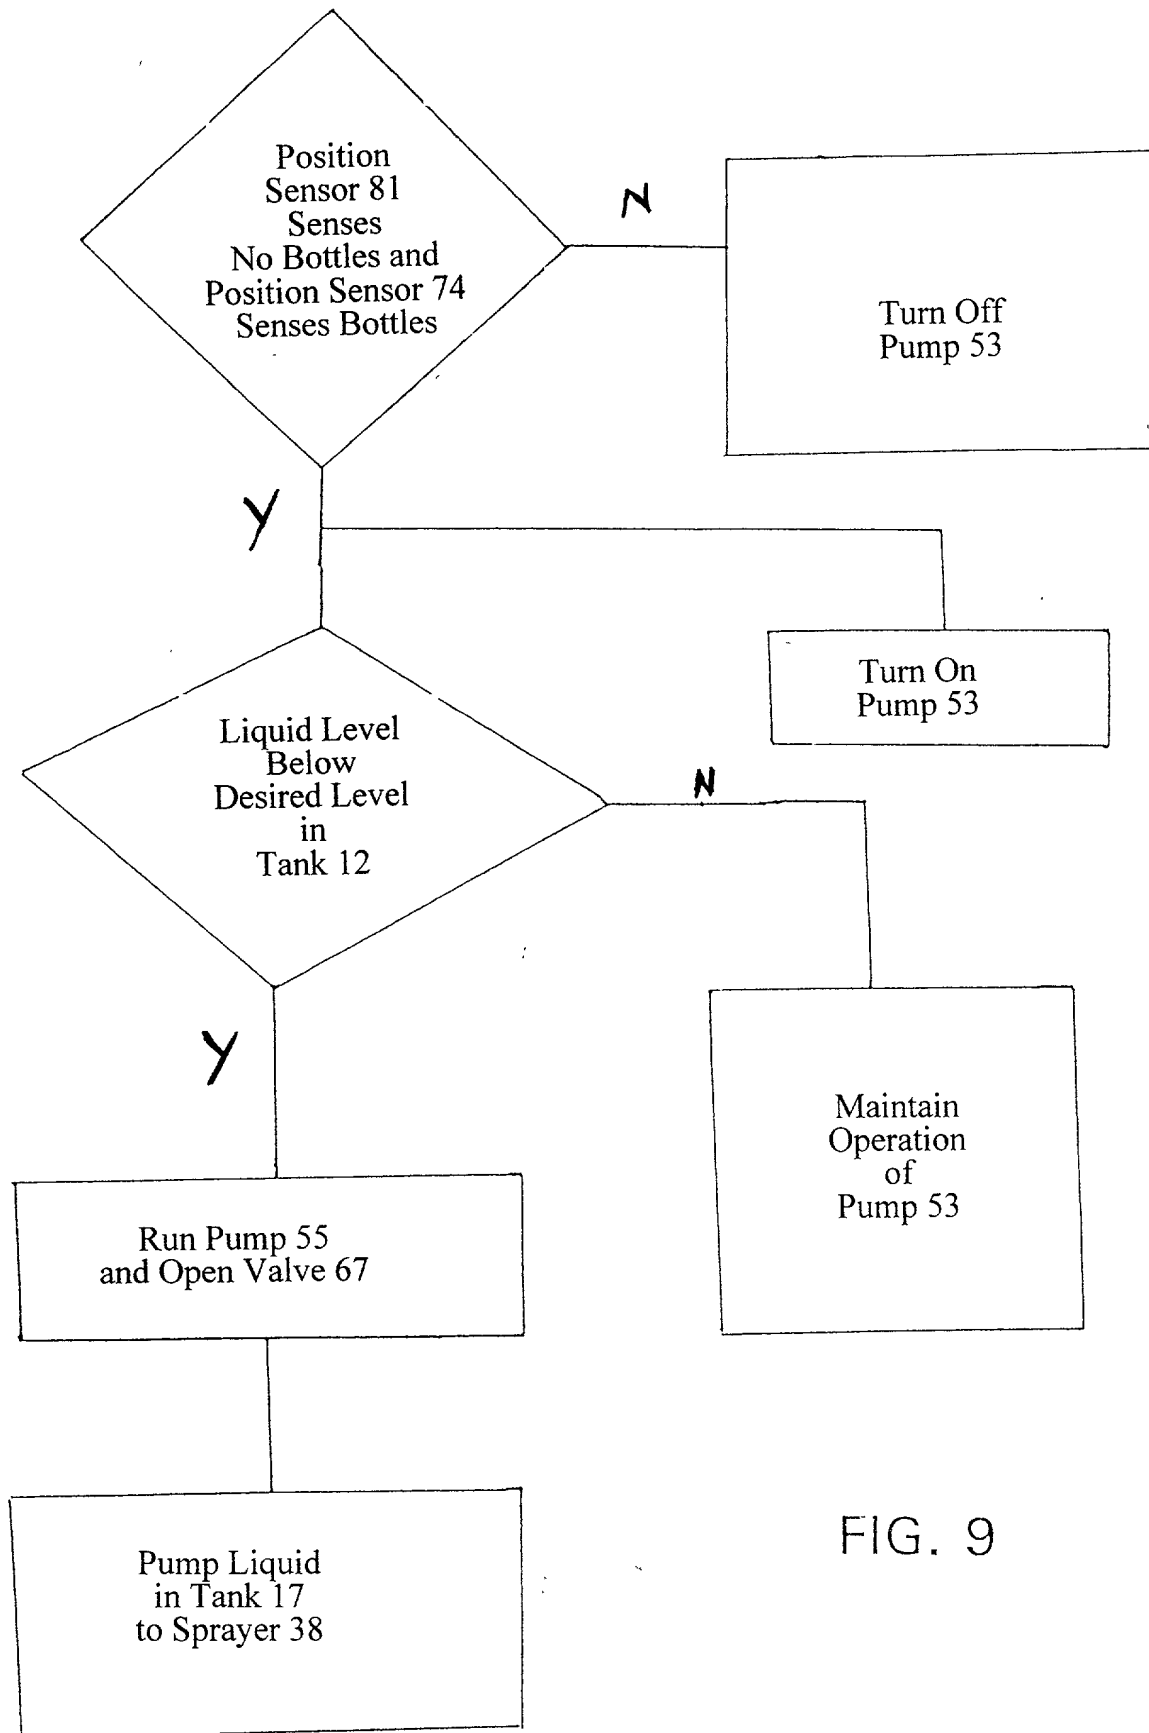 Position
Sensor 81
Senses
No Bottles and
Position Sensor 74
Senses Bottles
N
Turn Off
Pump 53
Y
Turn On
Pump 53
Liquid Level
Below
Desired Level
in
Tank 12
N
Y
Maintain
Operation
of
Pump 53
Run Pump 55
and Open Valve 67
Pump Liquid
in Tank 17
to Sprayer 38
FIG. 9